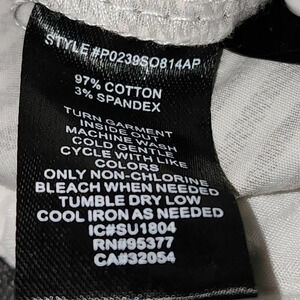 STYLE#P0239SO814AP
97% COTTON
3% SPANDEX
TURN GARMENT
INSIDE OUT
MACHINE WASH
COLD GENTLE
CYCLE WITH LIKE
COLORS
ONLY NON-CHLORINE
BLEACH WHEN NEEDED
TUMBLE DRY LOW
COOL IRON AS NEEDED
IC#SU1804
RN#95377
CA#32054